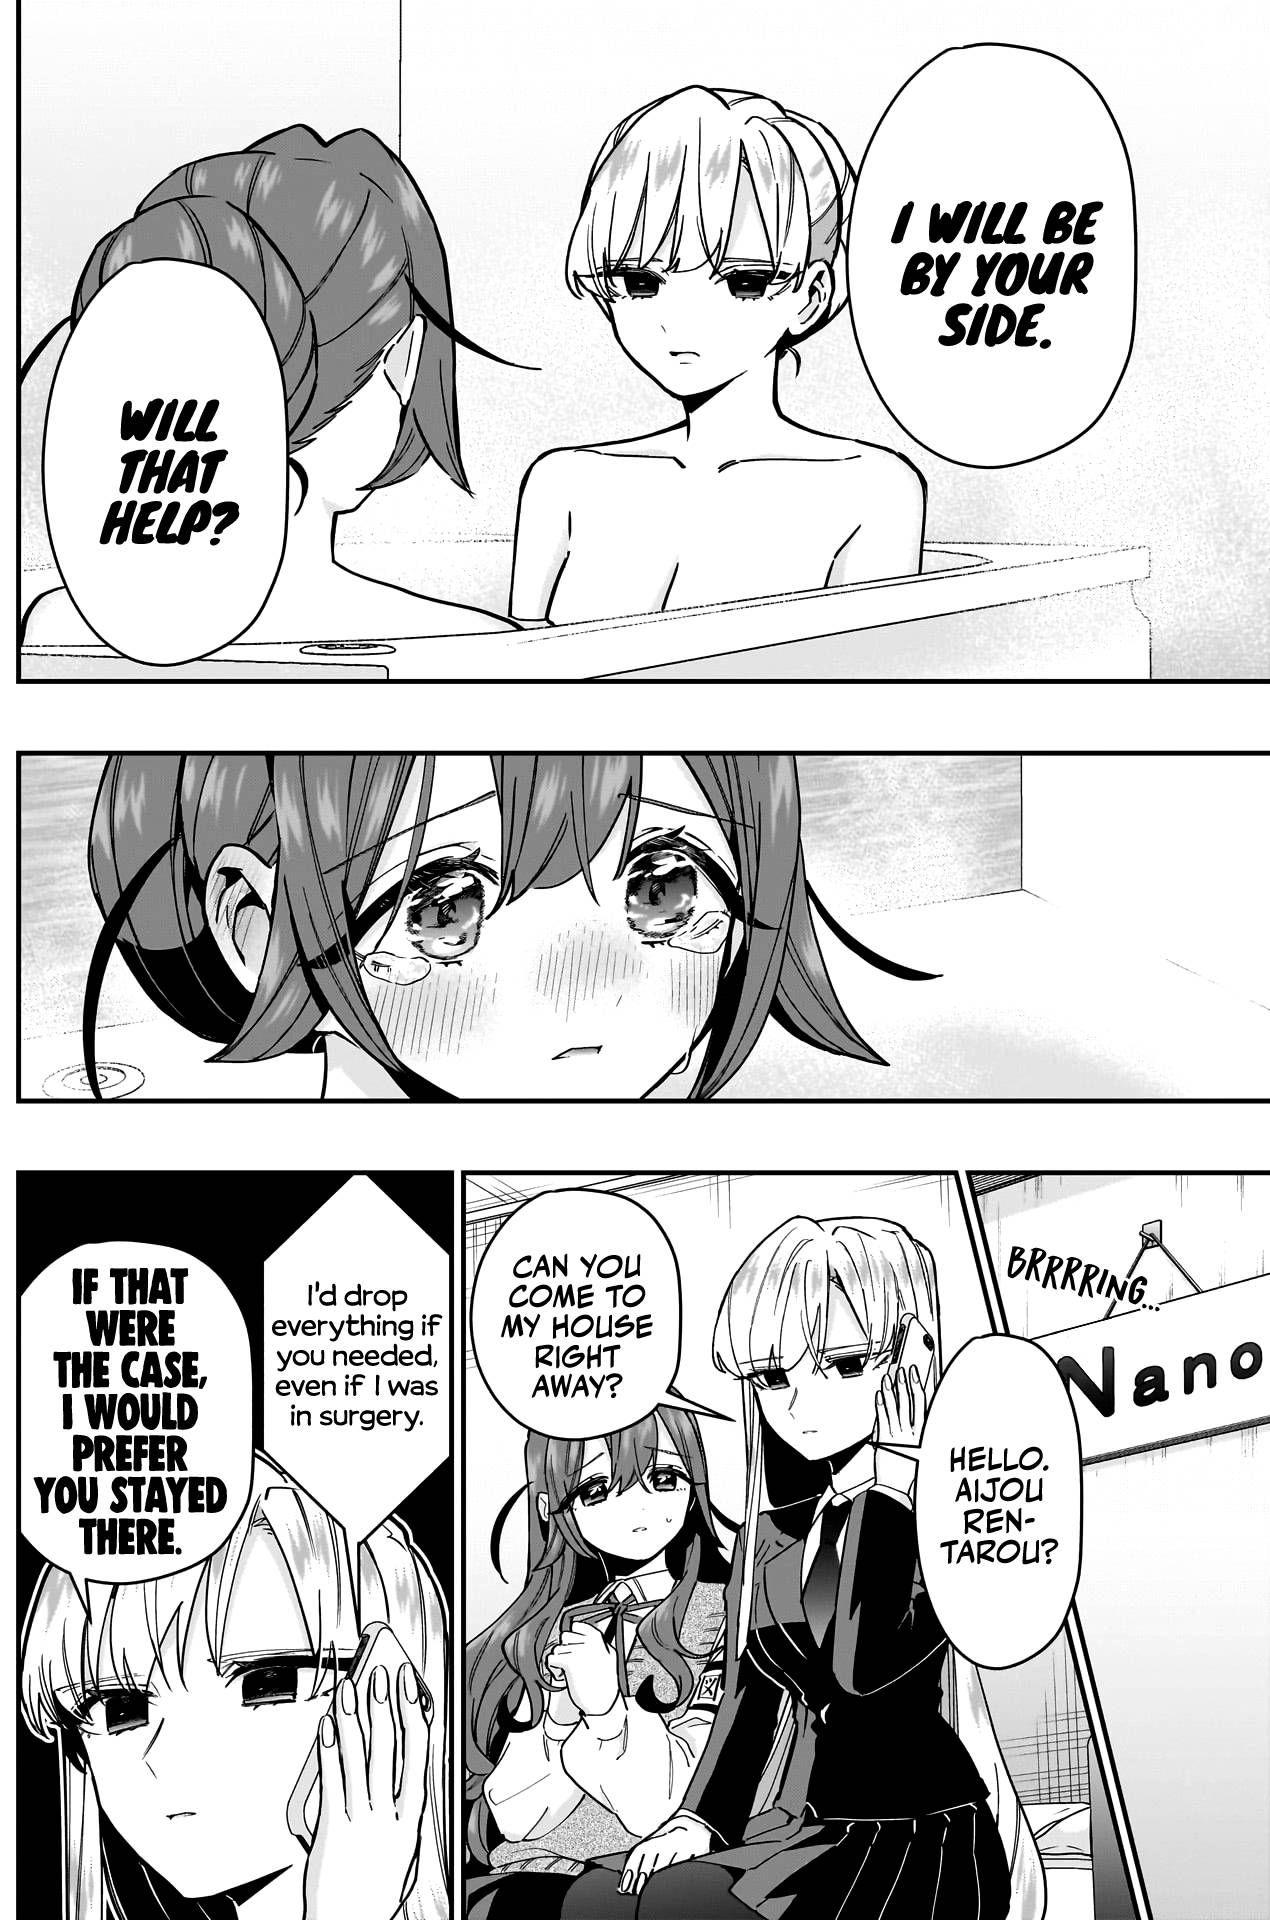 I WILL BE
BY YOUR
SIDE.
WILL
THAT
HELP?
BRRRRING...
Nano
HELLO.
AIJOU
REN-
TAROU?
CAN YOU
COME TO
MY HOUSE
RIGHT
AWAY?
I'd drop
everything if
you needed,
even if I was
in surgery.
IF THAT
WERE
THE CASE,
I WOULD
PREFER
YOU STAYED
THERE.